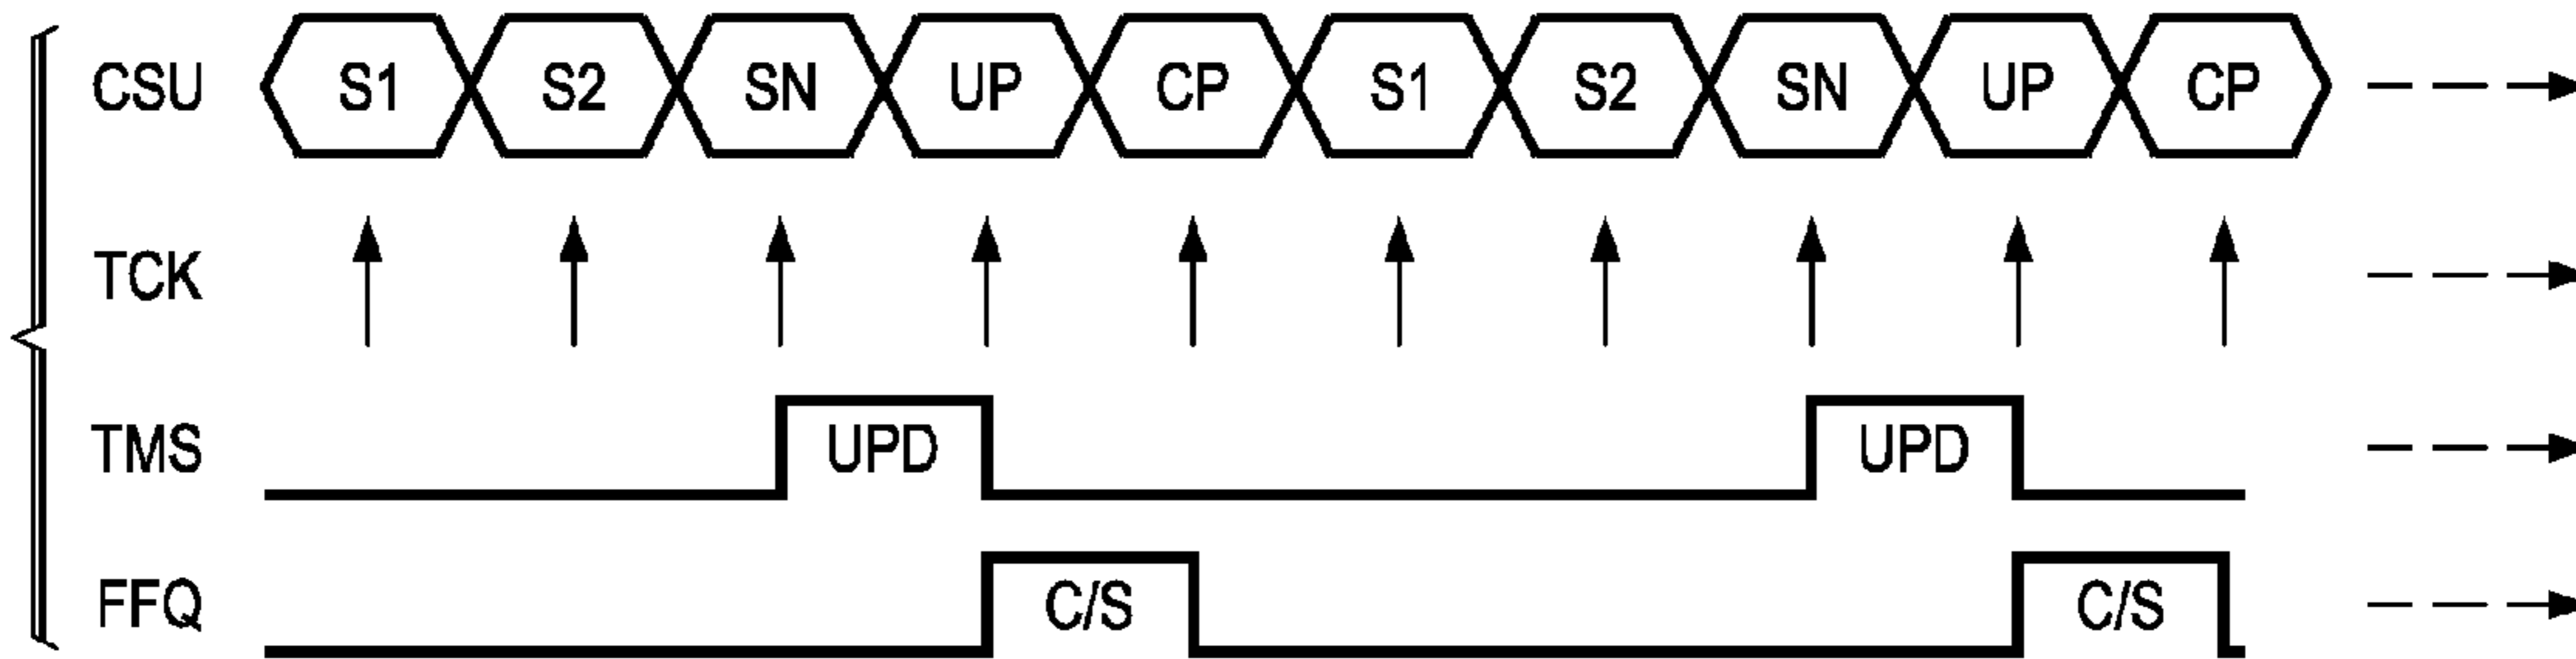 CSU S1 S2 SN UP CP S1 S2 SN UP CP
TCK
TMS UPD UPD
FFQ C/S C/S